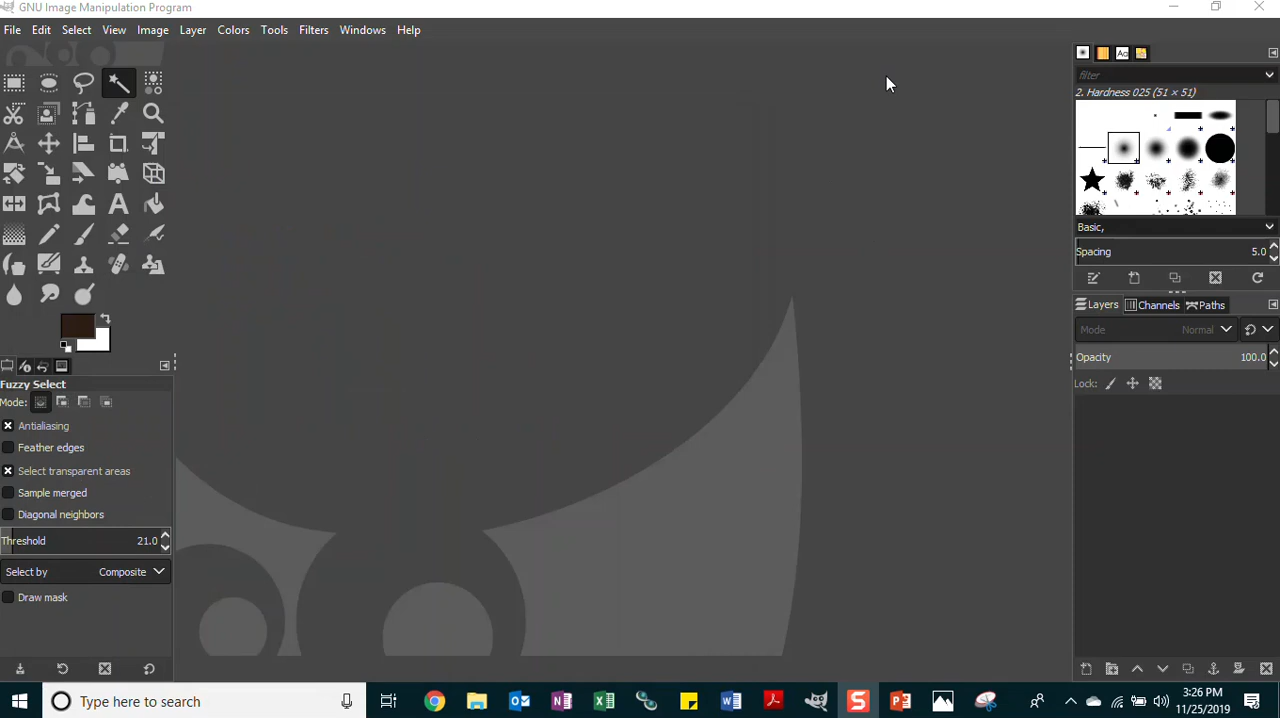 GNU Image Manipulation Program
File Edit Select View Image Layer Colors Tools Filters Windows Help
filter
2. Hardness 025 (51 × 51)
Basic,
Spacing 5.0
Layers Channels Paths
Mode Normal
Opacity 100.0
Lock:
Fuzzy Select
Mode:
Antialiasing
Feather edges
Select transparent areas
Sample merged
Diagonal neighbors
Threshold 21.0
Select by Composite
Draw mask
Type here to search
3:26 PM
11/25/2019